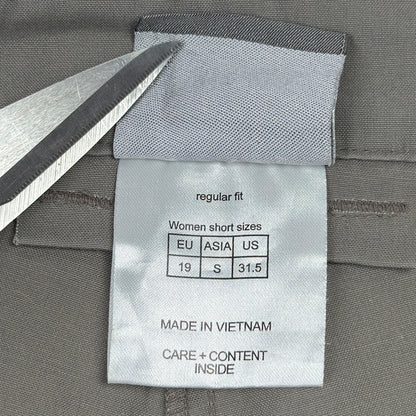 regular fit
Women short sizes
EU ASIA US
19 S 31.5
MADE IN VIETNAM
CARE + CONTENT
INSIDE